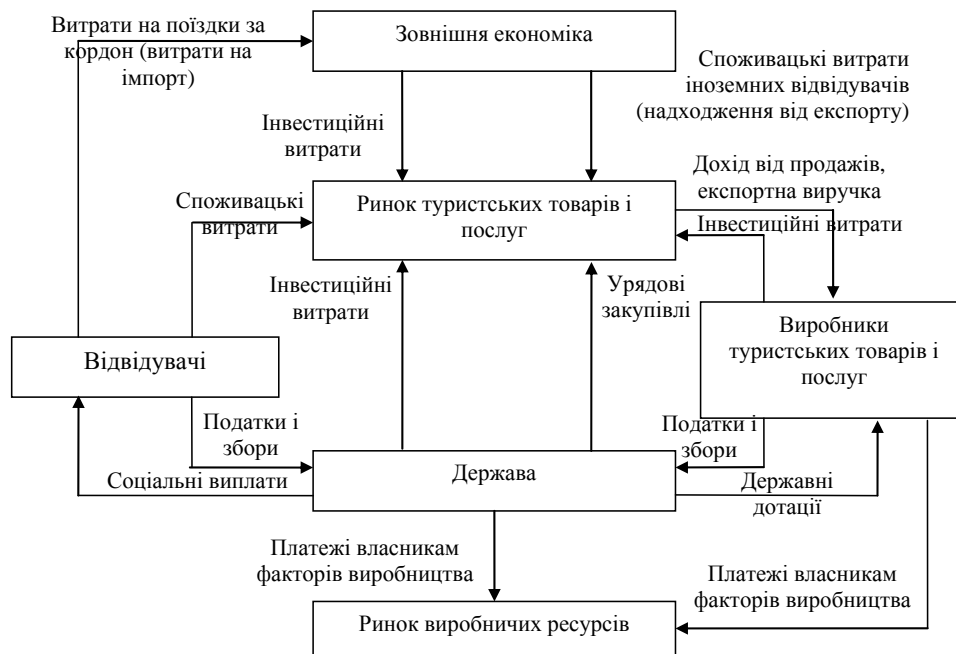 Витрати на поїздки за
кордон (витрати на
імпорт)
Зовнішня економіка
Споживацькі витрати
іноземних відвідувачів
(надходження від експорту)
Інвестиційні
витрати
Дохід від продажів,
експортна виручка
Споживацькі
витрати
Ринок туристських товарів і
послуг
Інвестиційні витрати
Інвестиційні
витрати
Урядові
закупівлі
Відвідувачі
Виробники
туристських товарів і
послуг
Податки і
збори
Податки і
збори
Соціальні виплати
Держава
Державні
дотації
Платежі власникам
факторів виробництва
Платежі власникам
факторів виробництва
Ринок виробничих ресурсів